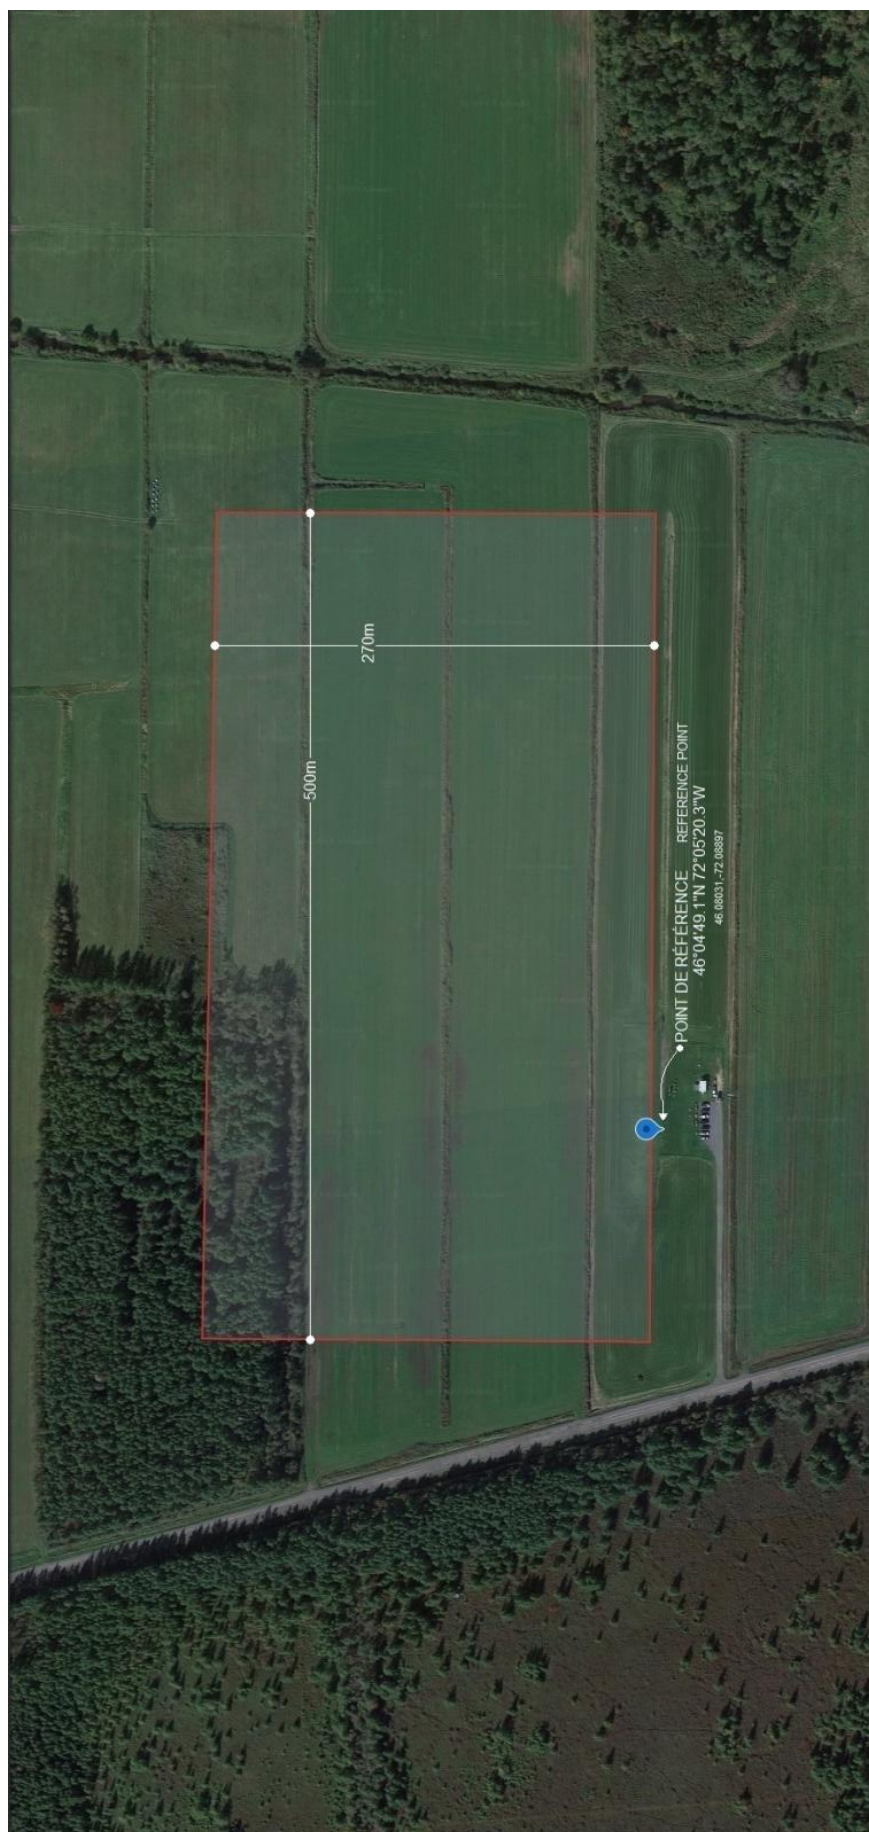 270m
500m
POINT DE RÉFÉRENCE REFERENCE POINT
46°04'49.1"N 72°05'20.3"W
46.08031,-72.08897